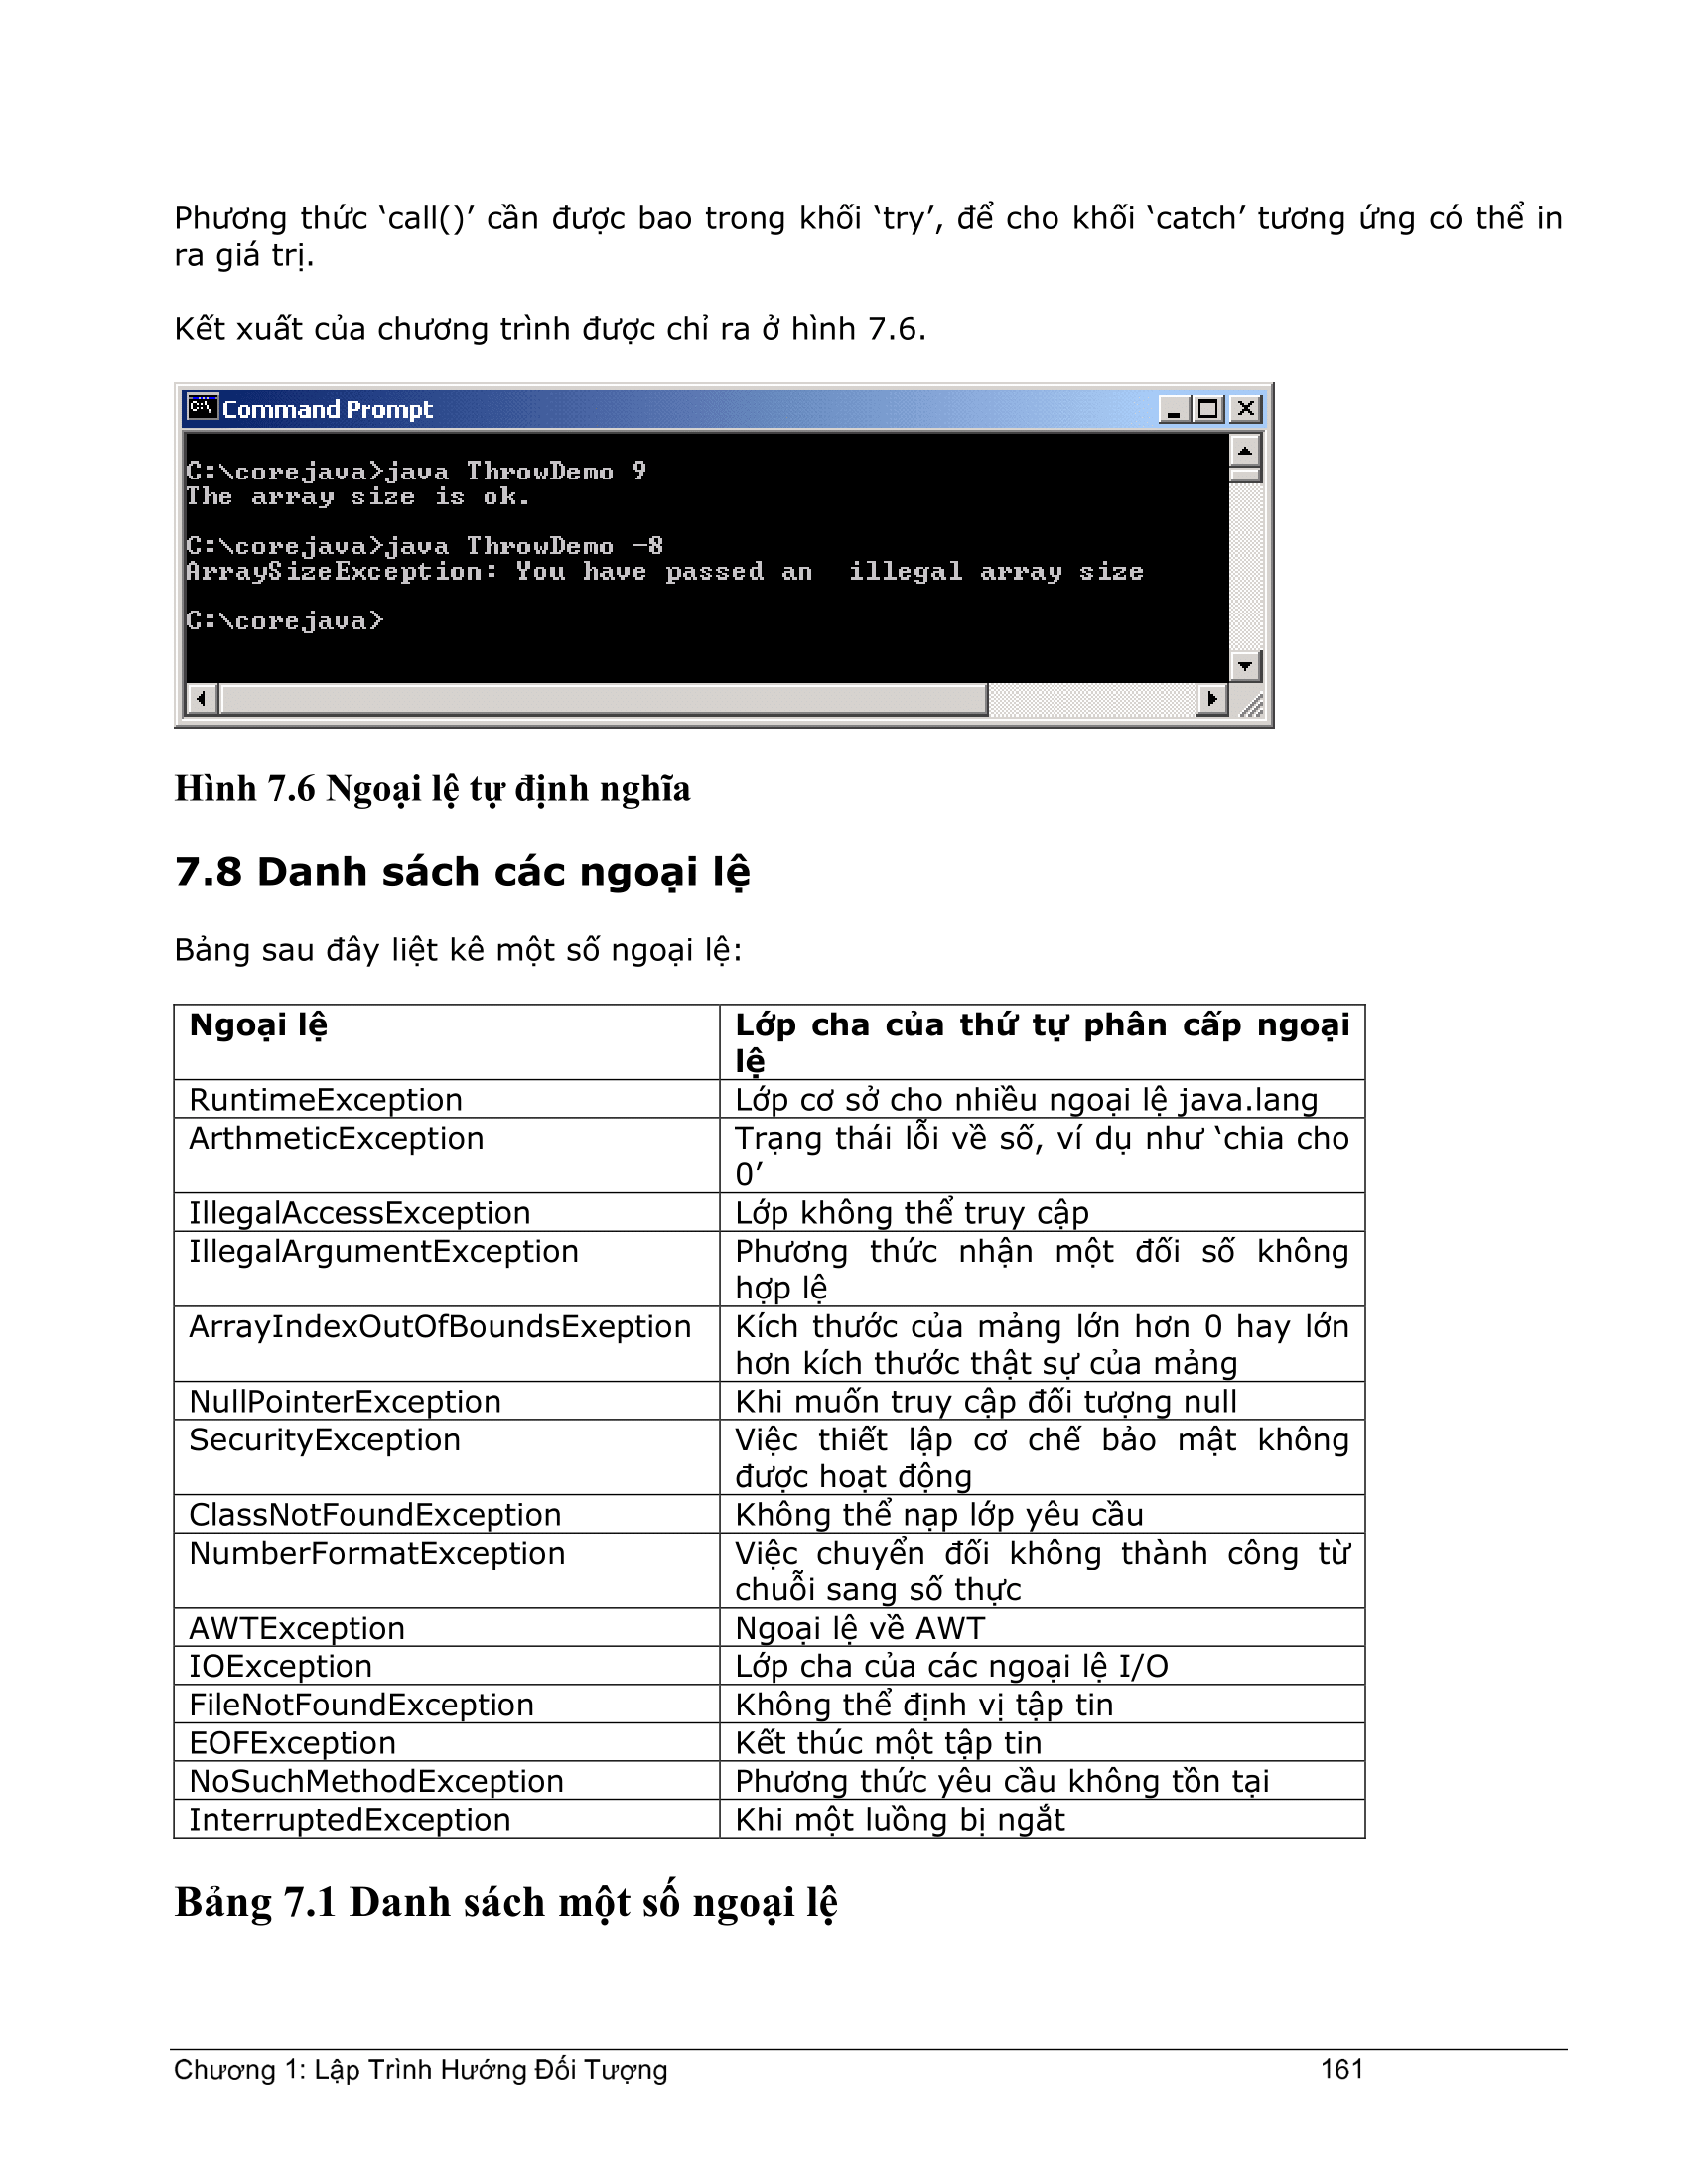 Phương thức ‘call()’ cần được bao trong khối ‘try’, để cho khối ‘catch’ tương ứng có thể in
ra giá trị.
Kết xuất của chương trình được chỉ ra ở hình 7.6.
Command Prompt
C:\corejava>java ThrowDemo 9
The array size is ok.
C:\corejava>java ThrowDemo -8
ArraySizeException: You have passed an  illegal array size
C:\corejava>
Hình 7.6 Ngoại lệ tự định nghĩa
7.8 Danh sách các ngoại lệ
Bảng sau đây liệt kê một số ngoại lệ:
Ngoại lệ
Lớp cha của thứ tự phân cấp ngoại
lệ
RuntimeException
Lớp cơ sở cho nhiều ngoại lệ java.lang
ArthmeticException
Trạng thái lỗi về số, ví dụ như ‘chia cho
0’
IllegalAccessException
Lớp không thể truy cập
IllegalArgumentException
Phương thức nhận một đối số không
hợp lệ
ArrayIndexOutOfBoundsExeption
Kích thước của mảng lớn hơn 0 hay lớn
hơn kích thước thật sự của mảng
NullPointerException
Khi muốn truy cập đối tượng null
SecurityException
Việc thiết lập cơ chế bảo mật không
được hoạt động
ClassNotFoundException
Không thể nạp lớp yêu cầu
NumberFormatException
Việc chuyển đối không thành công từ
chuỗi sang số thực
AWTException
Ngoại lệ về AWT
IOException
Lớp cha của các ngoại lệ I/O
FileNotFoundException
Không thể định vị tập tin
EOFException
Kết thúc một tập tin
NoSuchMethodException
Phương thức yêu cầu không tồn tại
InterruptedException
Khi một luồng bị ngắt
Bảng 7.1 Danh sách một số ngoại lệ
Chương 1: Lập Trình Hướng Đối Tượng 161